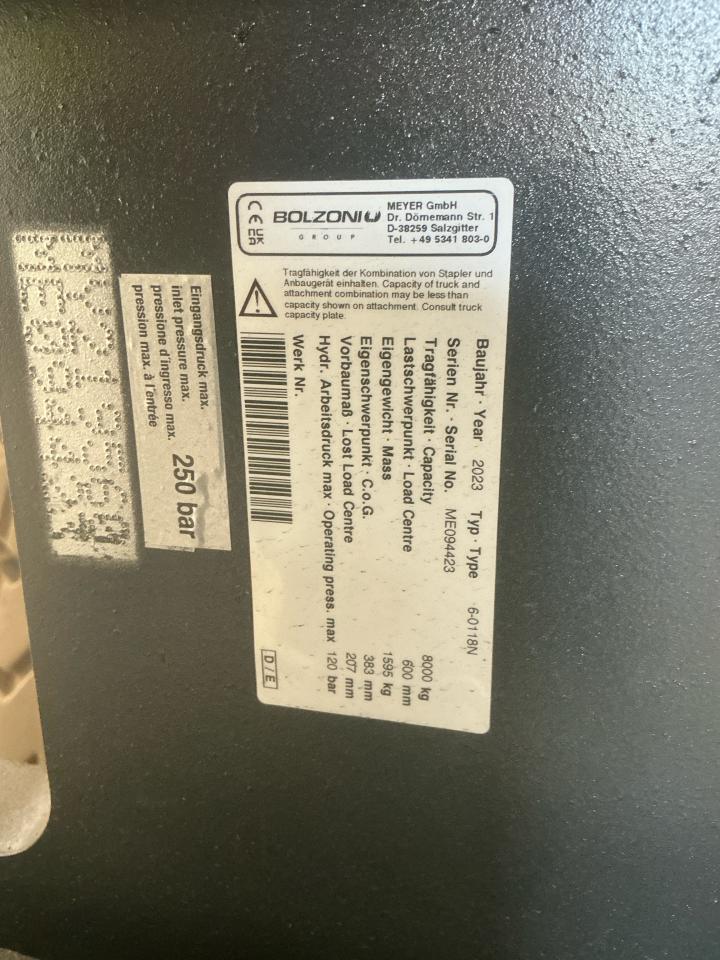 CE UKCA
BOLZONI
GROUP
MEYER GmbH
Dr. Dörnemann Str. 1
D-38259 Salzgitter
Tel. +49 5341 803-0
Tragfähigkeit der Kombination von Stapler und
Anbaugerät einhalten. Capacity of truck and
attachment combination may be less than
capacity shown on attachment. Consult truck
capacity plate.
Baujahr · Year 2023 Typ · Type 6-0118N
Serien Nr. · Serial No. ME094423
Tragfähigkeit · Capacity 8000 kg
Lastschwerpunkt · Load Centre 600 mm
Eigengewicht · Mass 1595 kg
Eigenschwerpunkt · C.o.G. 383 mm
Vorbaumaß · Lost Load Centre 207 mm
Hydr. Arbeitsdruck max · Operating press. max 120 bar
Werk Nr.
D / E
Eingangsdruck max.
inlet pressure max.
pressione d'ingresso max.
pression max. à l'entrée
250 bar